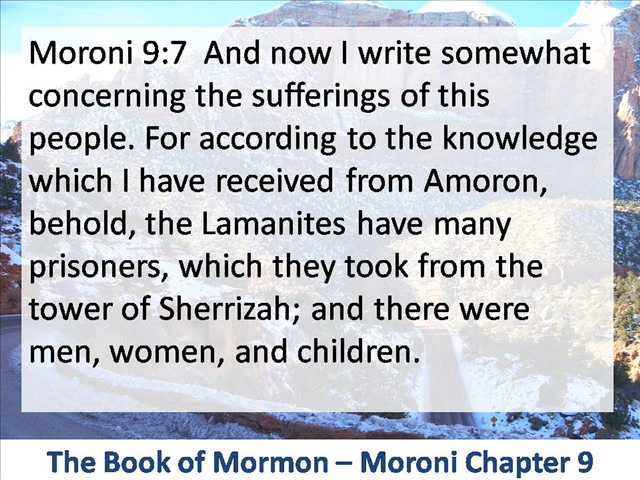 Moroni 9:7  And now I write somewhat
concerning the sufferings of this
people. For according to the knowledge
which I have received from Amoron,
behold, the Lamanites have many
prisoners, which they took from the
tower of Sherrizah; and there were
men, women, and children.
The Book of Mormon – Moroni Chapter 9